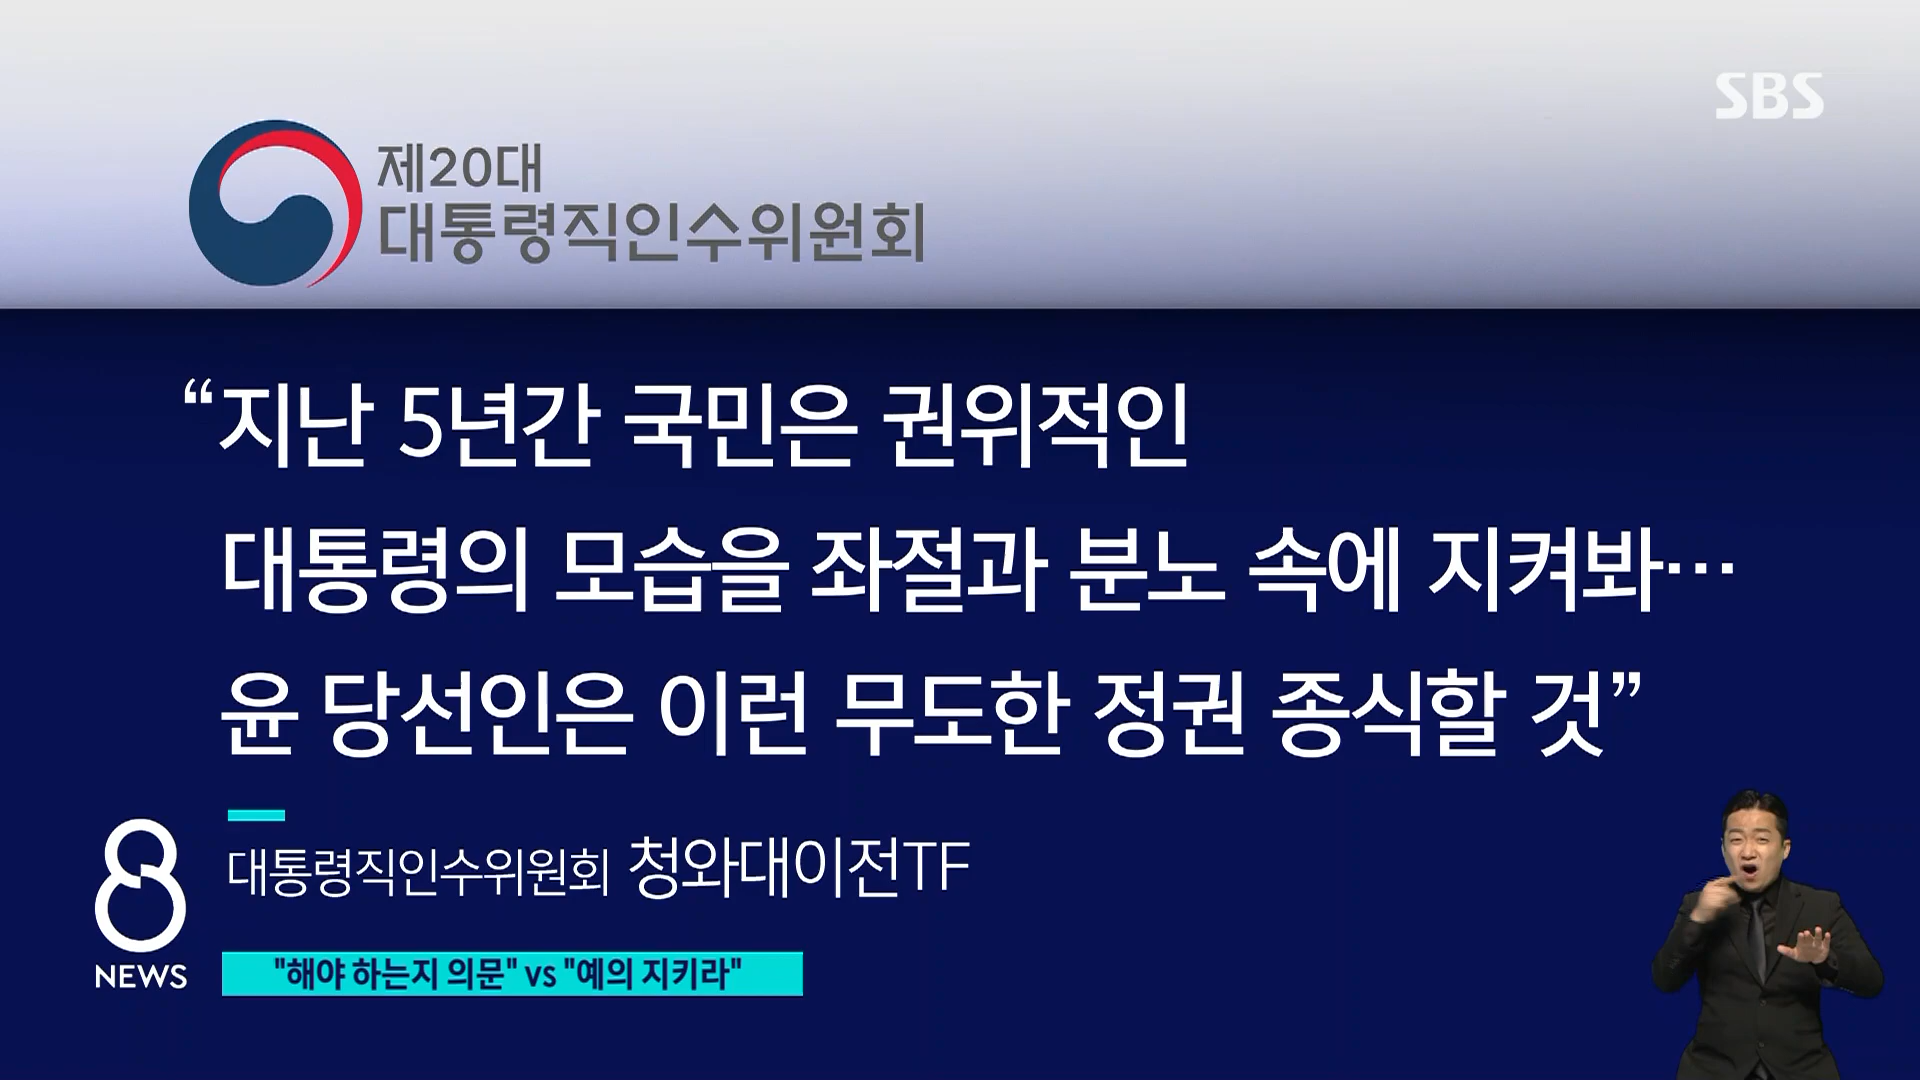 SBS
제20대
대통령직인수위원회
“지난 5년간 국민은 권위적인
대통령의 모습을 좌절과 분노 속에 지켜봐…
윤 당선인은 이런 무도한 정권 종식할 것”
대통령직인수위원회 청와대이전TF
8
NEWS
"해야 하는지 의문" vs "예의 지키라"